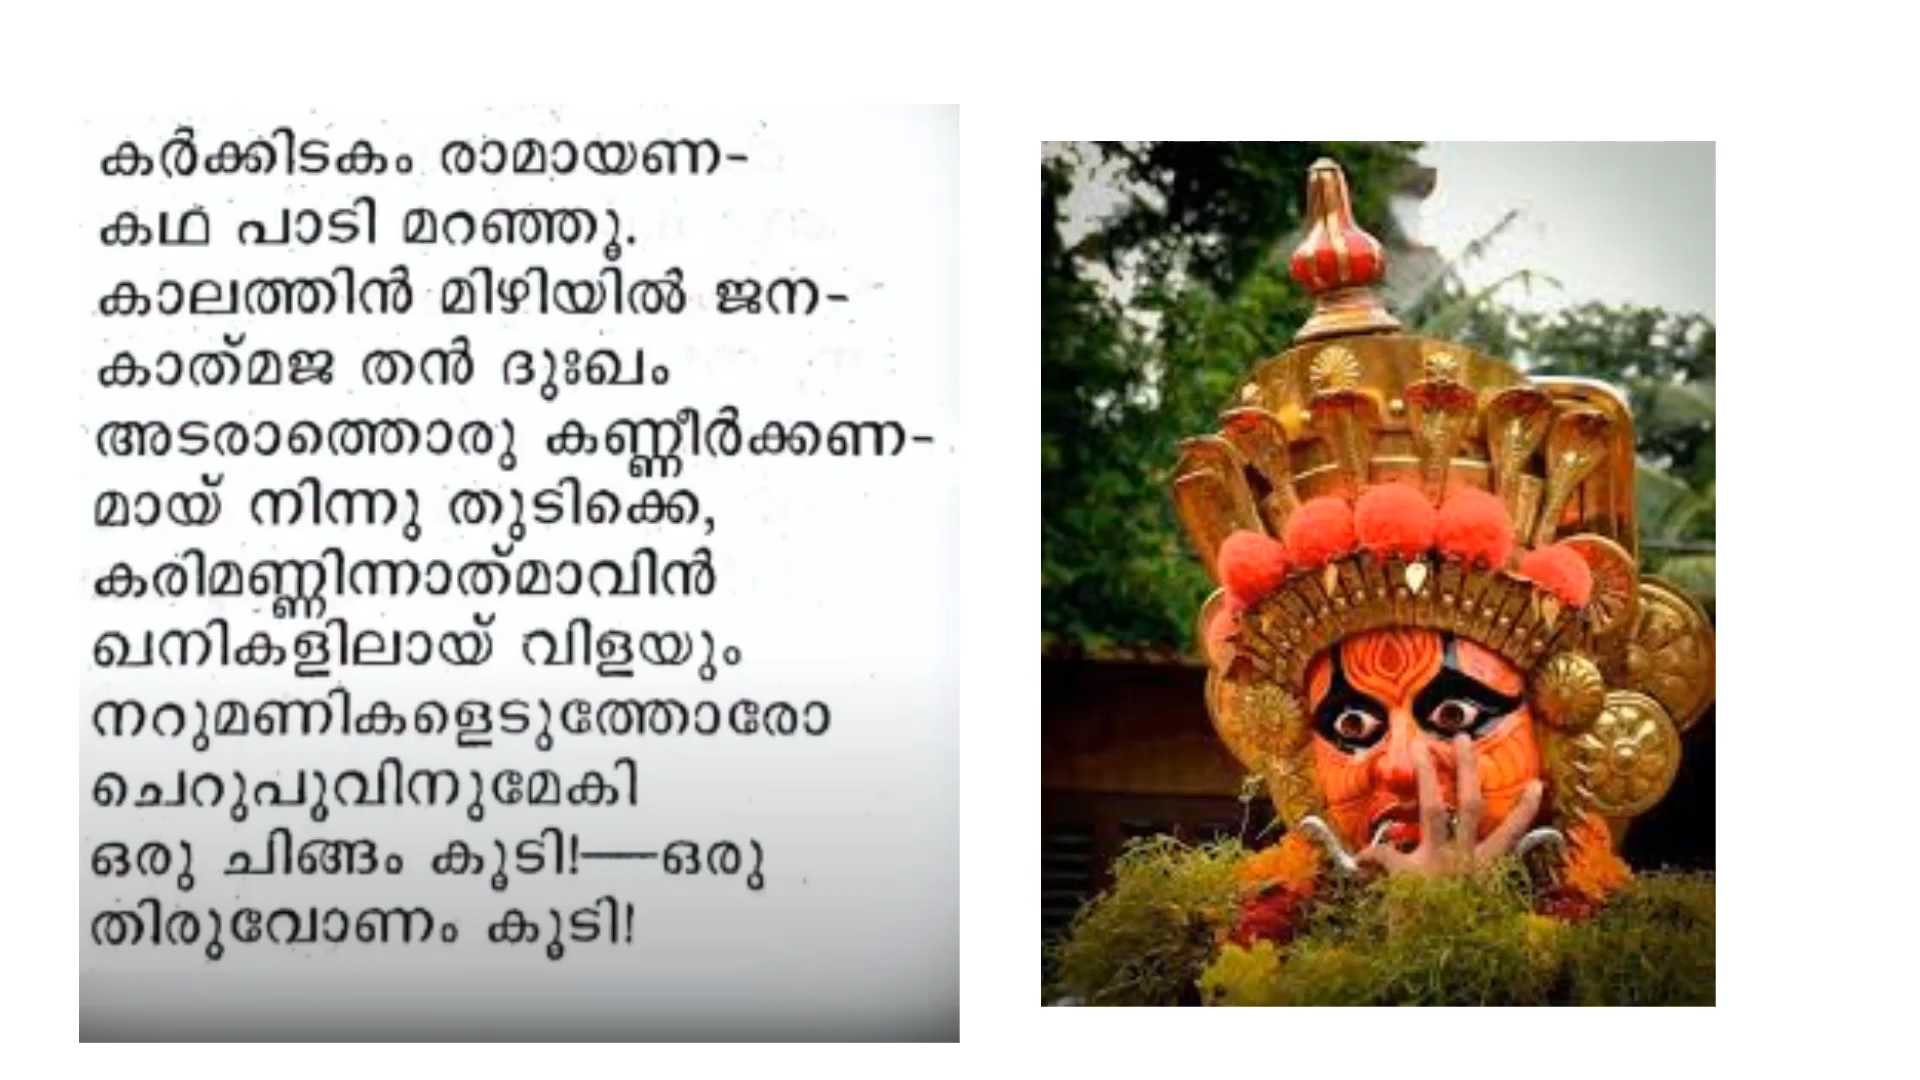 കർക്കിടകം രാമായണ-
കഥ പാടി മറഞ്ഞൂ.
കാലത്തിൻ മിഴിയിൽ ജന-
കാത്മജ തൻ ദുഃഖം
അടരാത്തൊരു കണ്ണീർക്കണ-
മായ് നിന്നു തുടിക്കെ,
കരിമണ്ണിന്നാത്മാവിൻ
ഖനികളിലായ് വിളയും
നറുമണികളെടുത്തോരോ
ചെറുപൂവിനുമേകി
ഒരു ചിങ്ങം കൂടി!—ഒരു
തിരുവോണം കൂടി!